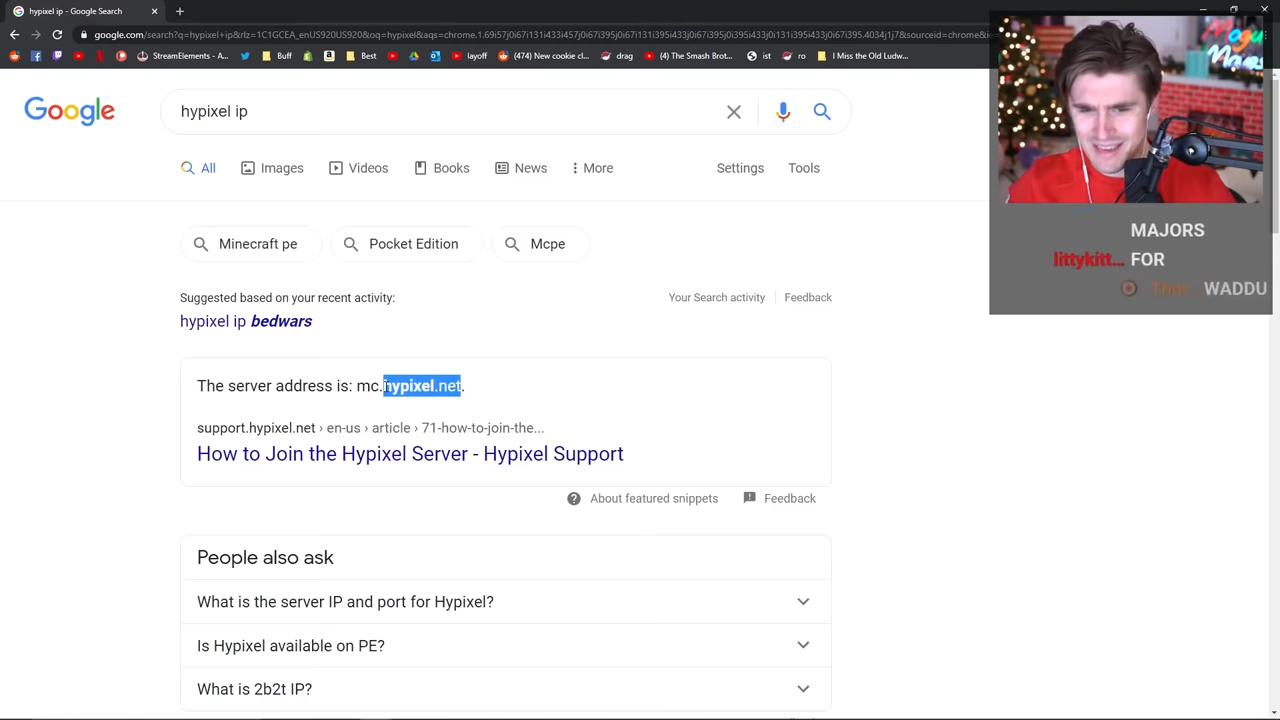 hypixel ip - Google Search
google.com/search?q=hypixel+ip&rlz=1C1GCEA_enUS920US920&oq=hypixel&aqs=chrome.
StreamElements - A...
Buff
Best
layoff
(474) New cookie cl...
drag
(4) The Smash Brot...
ist
ro
I Miss the Old Ludw...
Google
hypixel ip
All
Images
Videos
Books
News
More
Settings
Tools
Minecraft pe
Pocket Edition
Mcpe
Suggested based on your recent activity:
Your Search activity
Feedback
hypixel ip bedwars
The server address is: mc.hypixel.net.
support.hypixel.net › en-us › article › 71-how-to-join-the...
How to Join the Hypixel Server - Hypixel Support
About featured snippets
Feedback
People also ask
What is the server IP and port for Hypixel?
Is Hypixel available on PE?
What is 2b2t IP?
MAJORS
littykitt... FOR
WADDU